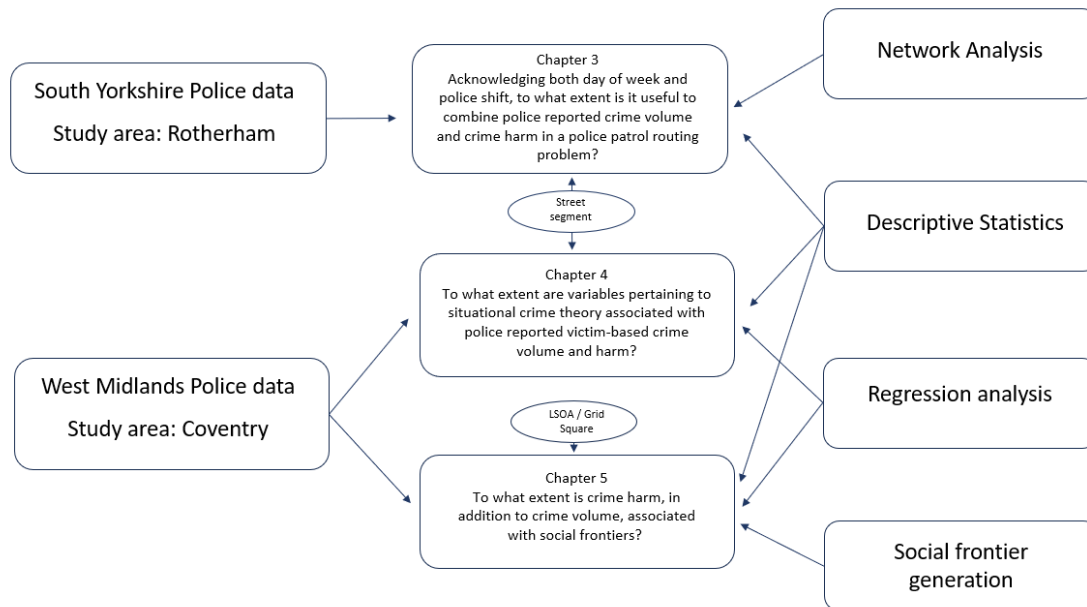 South Yorkshire Police data
Study area: Rotherham
West Midlands Police data
Study area: Coventry
Chapter 3
Acknowledging both day of week and
police shift, to what extent is it useful to
combine police reported crime volume
and crime harm in a police patrol routing
problem?
Street
segment
Chapter 4
To what extent are variables pertaining to
situational crime theory associated with
police reported victim-based crime
volume and harm?
LSOA / Grid
Square
Chapter 5
To what extent is crime harm, in
addition to crime volume, associated
with social frontiers?
Network Analysis
Descriptive Statistics
Regression analysis
Social frontier
generation